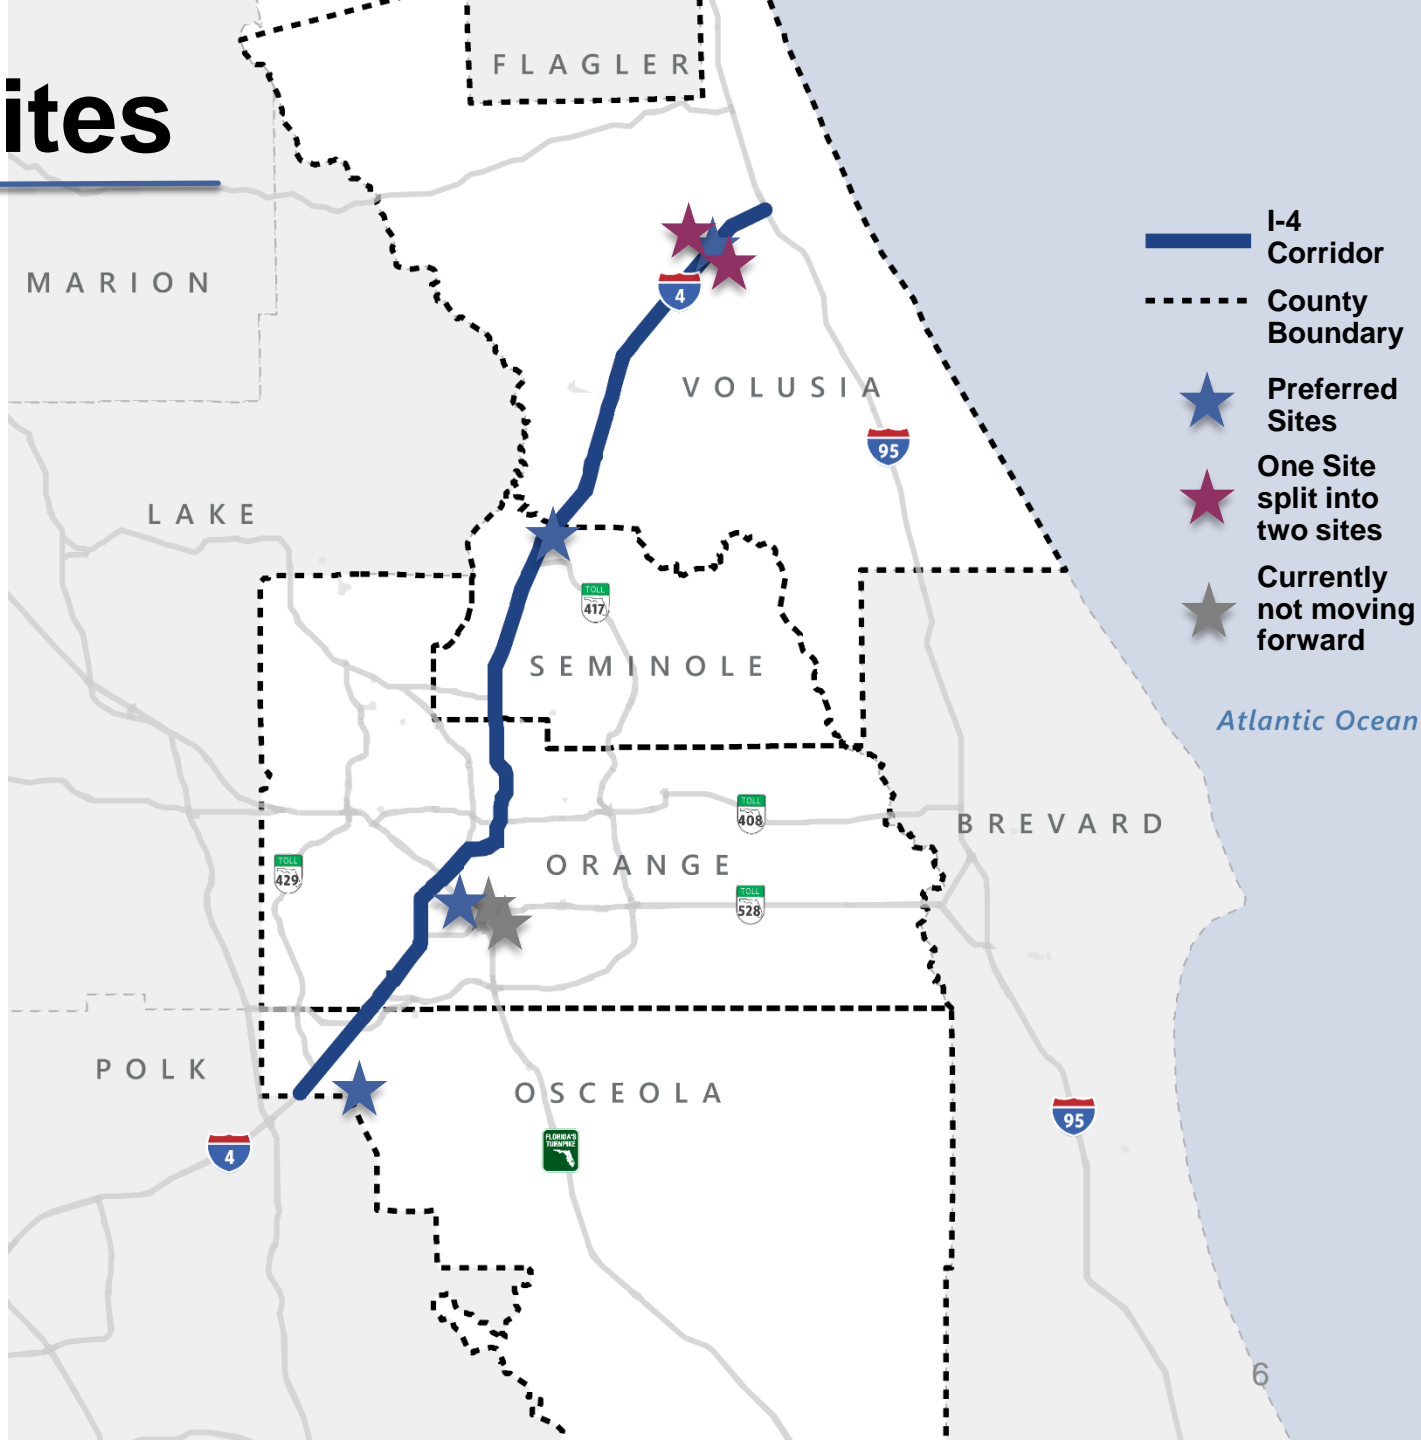 ites
FLAGLER
MARION
4
VOLUSIA
95
LAKE
TOLL
417
SEMINOLE
TOLL
408
BREVARD
ORANGE
TOLL
429
TOLL
528
POLK
OSCEOLA
4
FLORIDA'S
TURNPIKE
95
I-4
Corridor
County
Boundary
Preferred
Sites
One Site
split into
two sites
Currently
not moving
forward
Atlantic Ocean
6